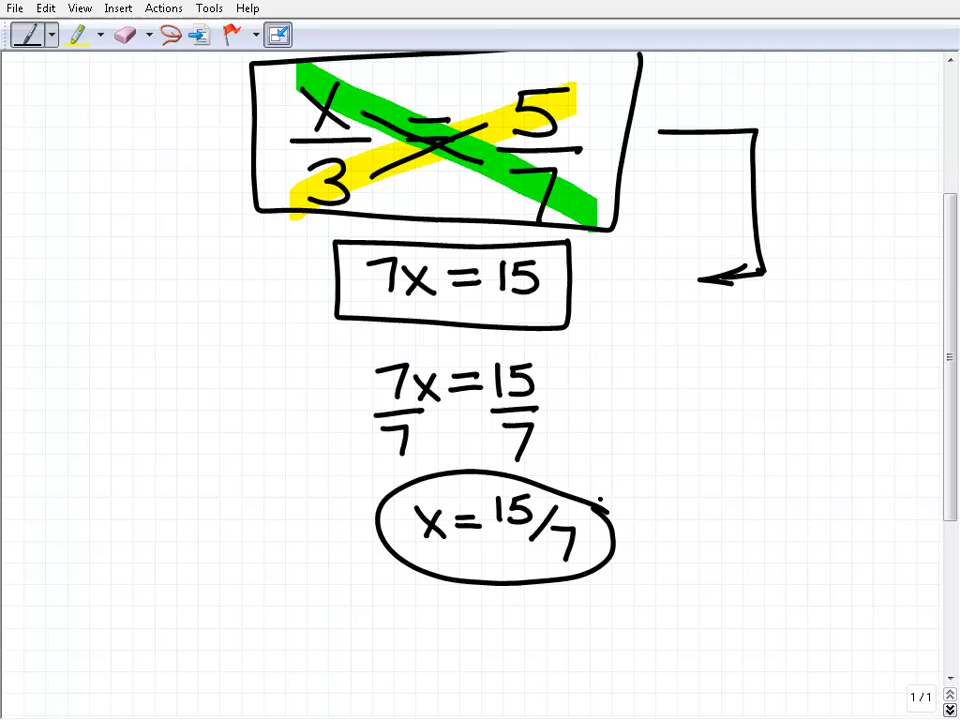 File Edit View Insert Actions Tools Help
x/3 = 5/7
7x = 15
7x/7 = 15/7
x = 15/7
1 / 1